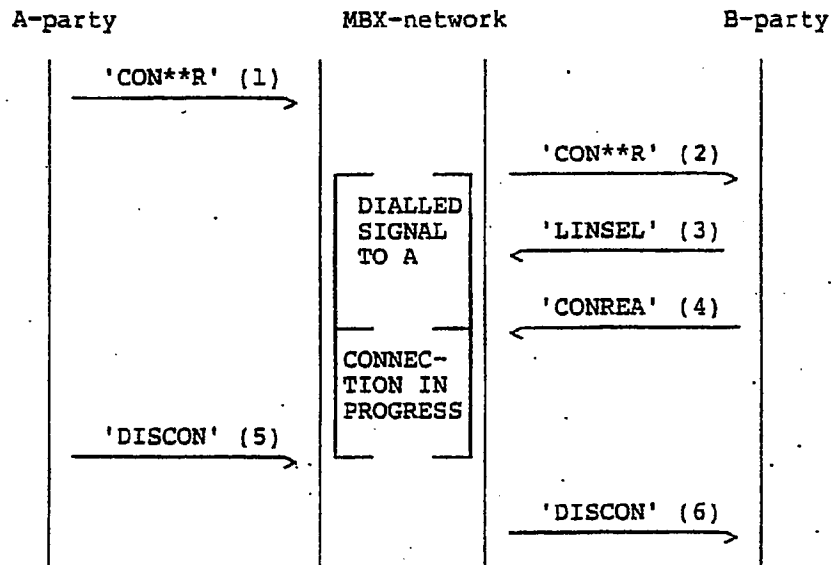 A-party MBX-network B-party
'CON**R' (1)
'CON**R' (2)
DIALLED
SIGNAL
TO A
'LINSEL' (3)
'CONREA' (4)
CONNEC-
TION IN
PROGRESS
'DISCON' (5)
'DISCON' (6)